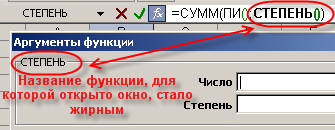 СТЕПЕНЬ =СУММ(ПИ() СТЕПЕНЬ())
Аргументы функции
СТЕПЕНЬ
Название функции, для
которой открыто окно, стало
жирным
Число
Степень